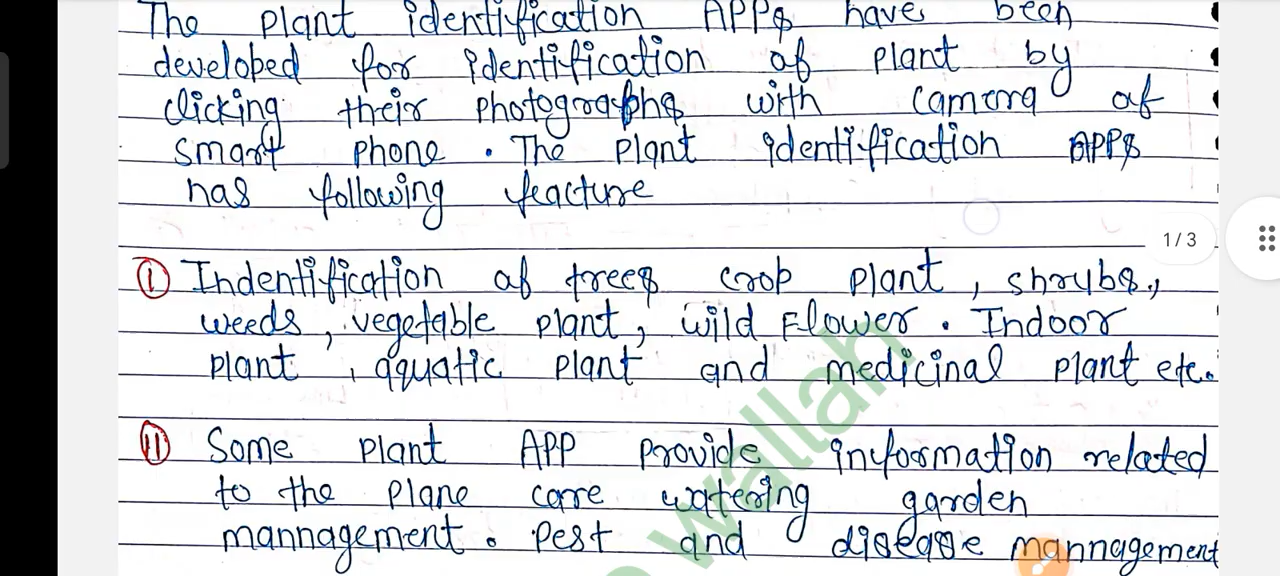 The plant identification APPs have been
developed for identification of plant by
clicking their photographs with camera of
smart phone . The plant identification APPs
has following feacture
1/3
(I) Indentification of trees crop plant , shrubs.,
weeds , vegetable plant , wild Flower . Indoor
plant , aquatic plant and medicinal plant etc.
(II) Some plant APP provide information related
to the plane care watering garden
mannagement . Pest and disease mannagement
wallah